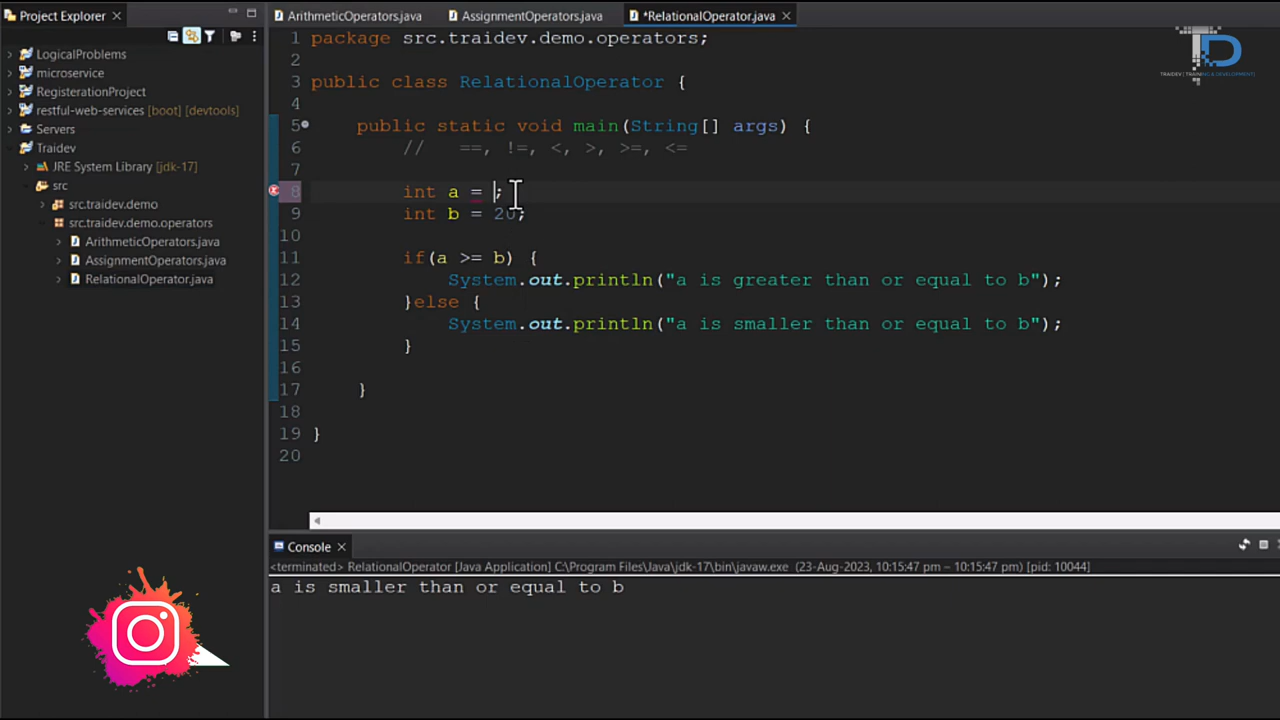 Project Explorer
LogicalProblems
microservice
RegisterationProject
restful-web-services [boot] [devtools]
Servers
Traidev
JRE System Library [jdk-17]
src
src.traidev.demo
src.traidev.demo.operators
ArithmeticOperators.java
AssignmentOperators.java
RelationalOperator.java
ArithmeticOperators.java
AssignmentOperators.java
*RelationalOperator.java
1 package src.traidev.demo.operators;
2
3 public class RelationalOperator {
4
5 public static void main(String[] args) {
6 // ==, !=, <, >, >=, <=
7
8 int a = ;
9 int b = 20;
10
11 if(a >= b) {
12 System.out.println("a is greater than or equal to b");
13 }else {
14 System.out.println("a is smaller than or equal to b");
15 }
16
17 }
18
19 }
20
TD
TRAIDEV | TRAINING & DEVELOPMENT |
Console
<terminated> RelationalOperator [Java Application] C:\Program Files\Java\jdk-17\bin\javaw.exe (23-Aug-2023, 10:15:47 pm – 10:15:47 pm) [pid: 10044]
a is smaller than or equal to b